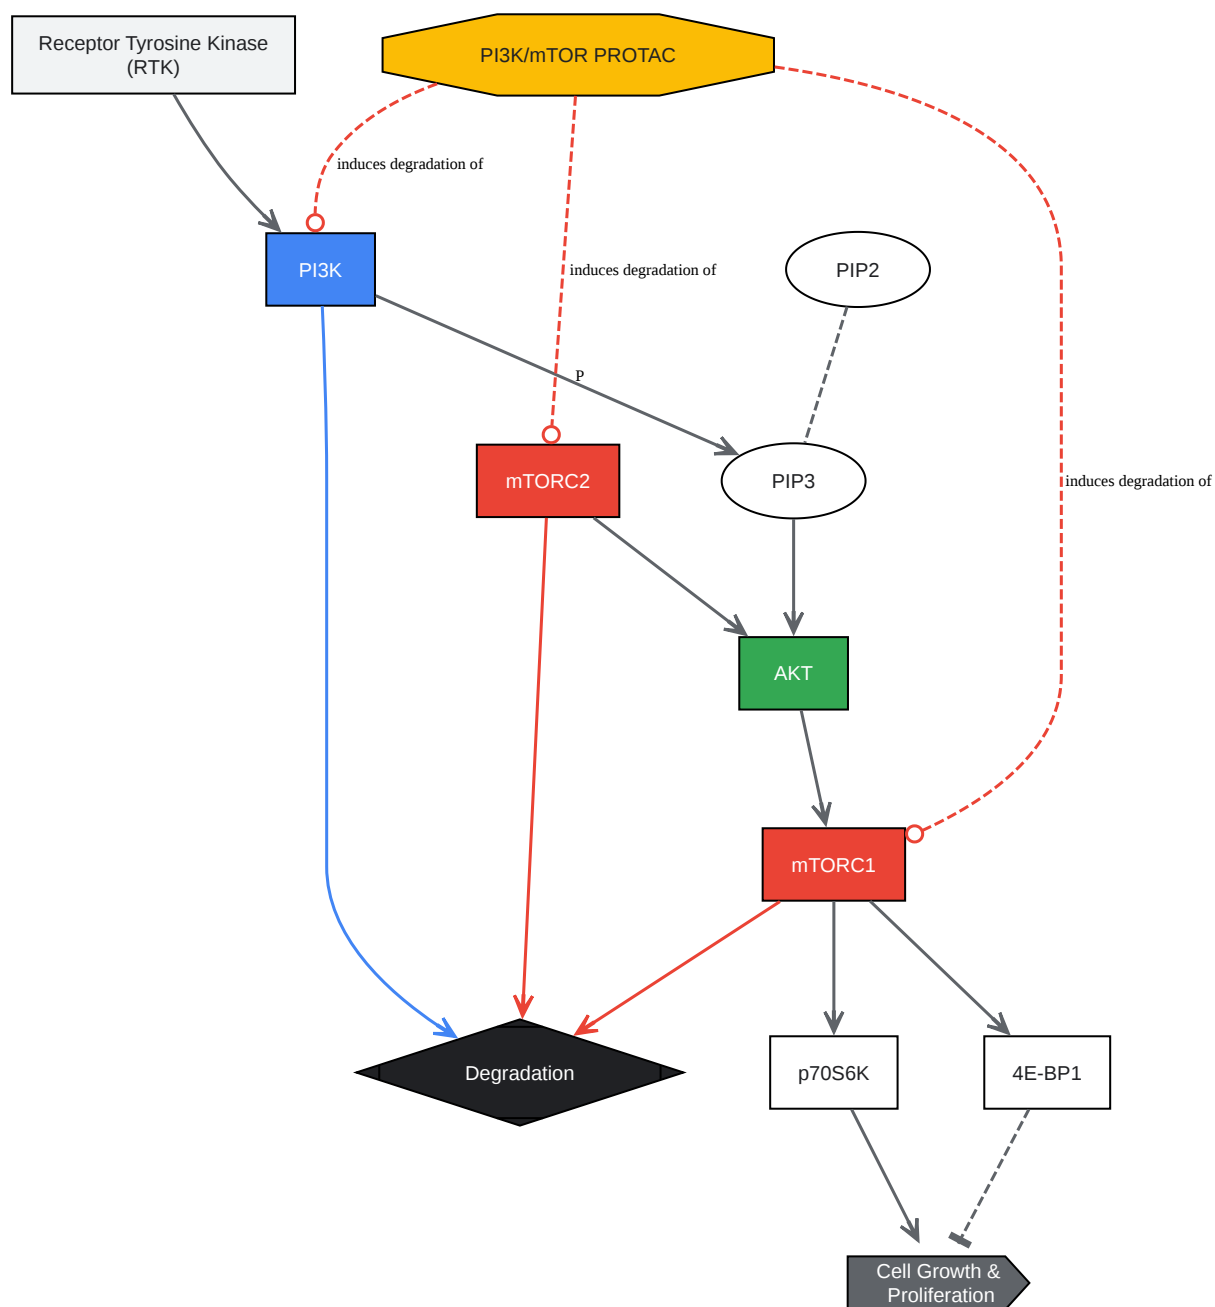 Receptor Tyrosine Kinase
(RTK)
PI3K/mTOR PROTAC
induces degradation of
PI3K
induces degradation of
PIP2
P
mTORC2
PIP3
induces degradation of
AKT
mTORC1
Degradation
p70S6K
4E-BP1
Cell Growth &
Proliferation